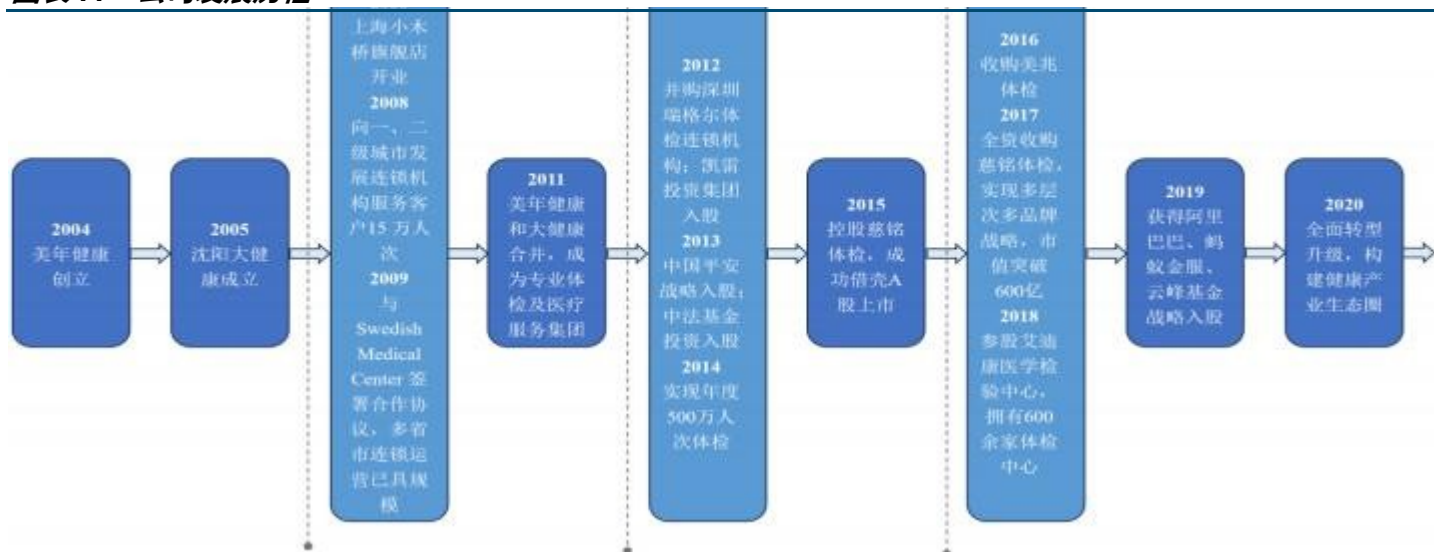 2004
美年健康
创立
2005
沈阳大健
康成立
上海小木
桥旗舰店
开业
2008
向一、二
级城市发
展连锁机
构服务客
户15 万人
次
2009
与
Swedish
Medical
Center 签
署合作协
议，多省
市连锁运
营已具规
模
2011
美年健康
和大健康
合并，成
为专业体
检及医疗
服务集团
2012
并购深圳
瑞格尔体
检连锁机
构；凯雷
投资集团
入股
2013
中国平安
战略入股；
中法基金
投资入股
2014
实现年度
500万人
次体检
2015
控股慈铭
体检，成
功借壳A
股上市
2016
收购美兆
体检
2017
全资收购
慈铭体检，
实现多层
次多品牌
战略，市
值突破
600亿
2018
参股艾迪
康医学检
验中心，
拥有600
余家体检
中心
2019
获得阿里
巴巴、蚂
蚁金服、
云峰基金
战略入股
2020
全面转型
升级，构
建健康产
业生态圈